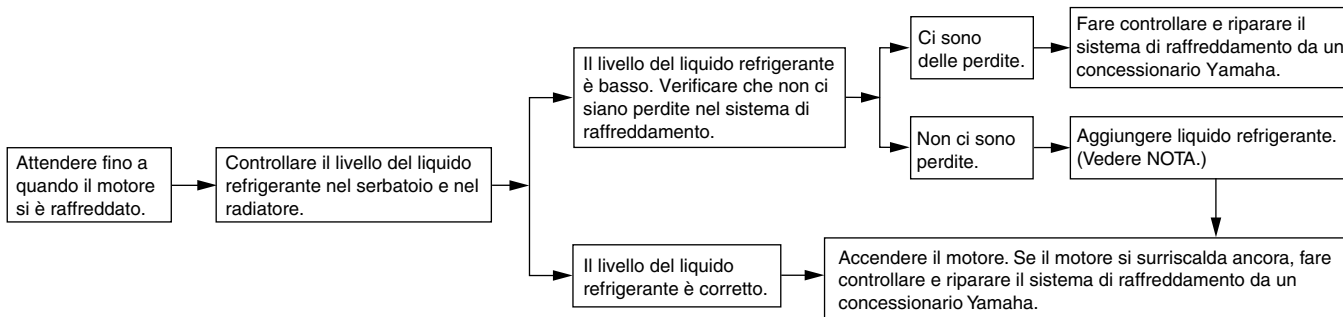 Attendere fino a
quando il motore
si è raffreddato.
Controllare il livello del liquido
refrigerante nel serbatoio e nel
radiatore.
Il livello del liquido refrigerante
è basso. Verificare che non ci
siano perdite nel sistema di
raffreddamento.
Ci sono
delle perdite.
Fare controllare e riparare il
sistema di raffreddamento da un
concessionario Yamaha.
Non ci sono
perdite.
Aggiungere liquido refrigerante.
(Vedere NOTA.)
Il livello del liquido
refrigerante è corretto.
Accendere il motore. Se il motore si surriscalda ancora, fare
controllare e riparare il sistema di raffreddamento da un
concessionario Yamaha.